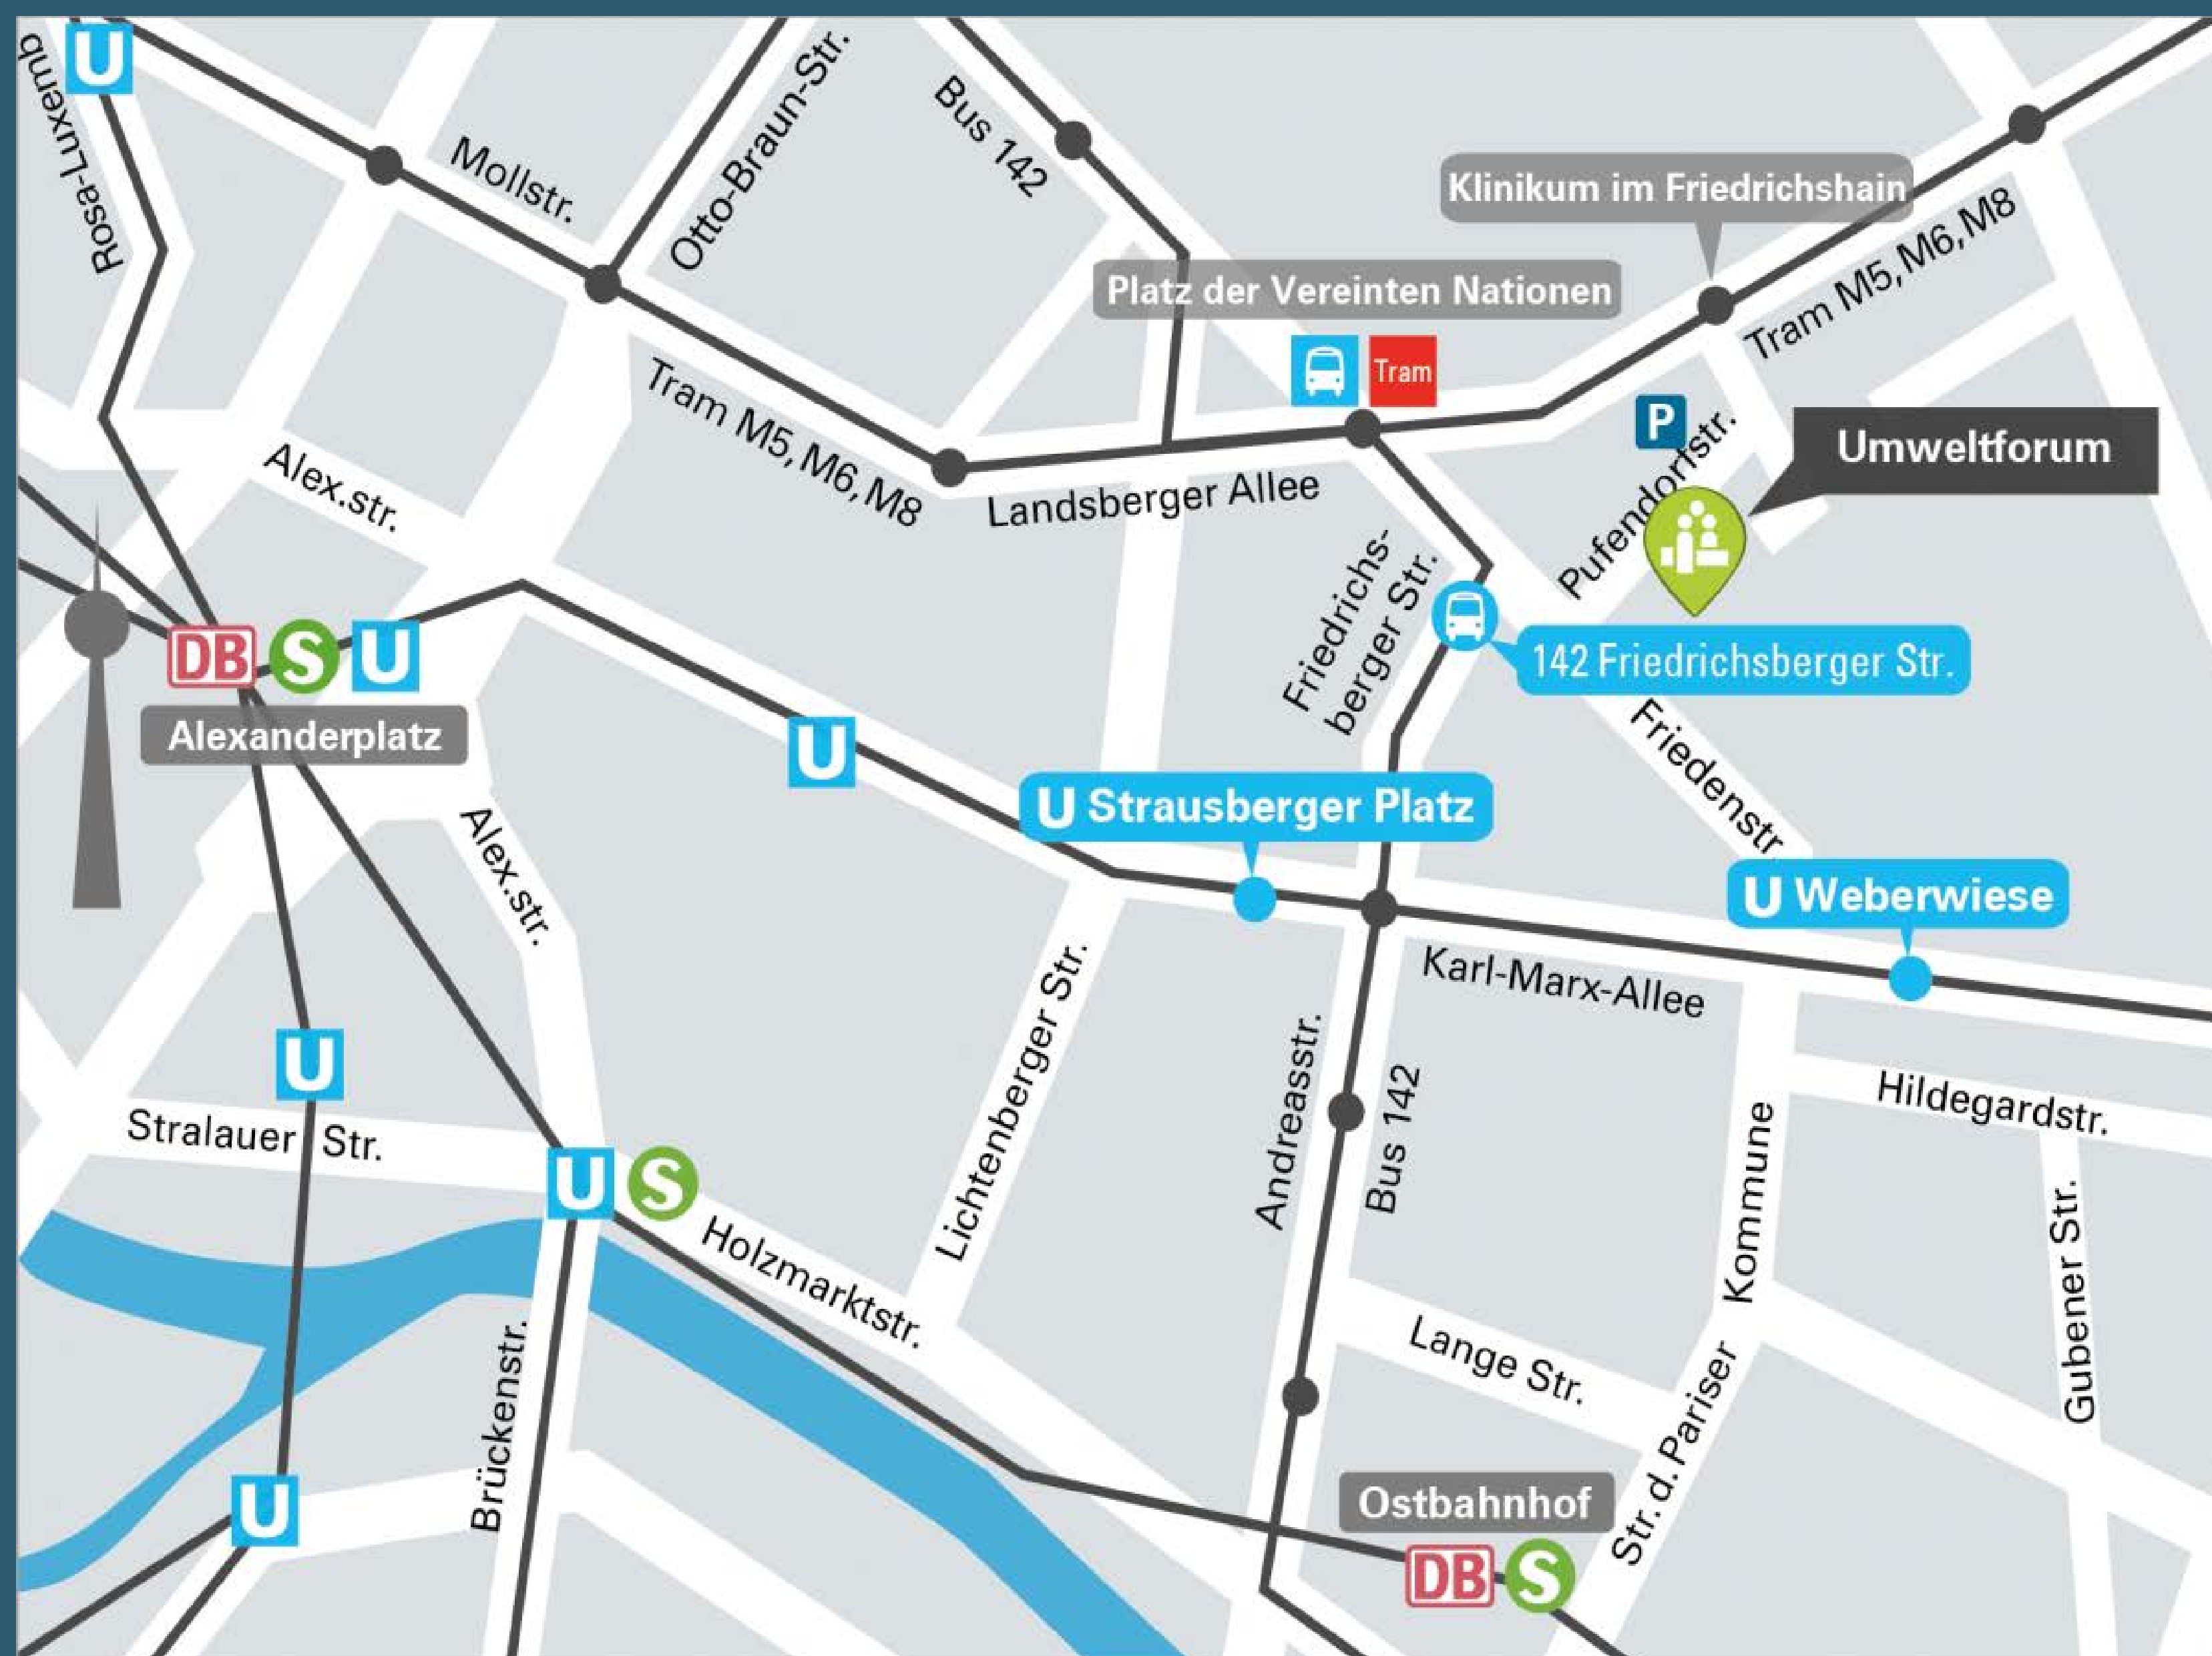 U
Rosa-Luxemb
Mollstr.
Otto-Braun-Str.
Bus 142
Klinikum im Friedrichshain
Tram M5, M6, M8
Platz der Vereinten Nationen
Tram
Tram M5, M6, M8
P
Pufendorfstr.
Umweltforum
Alex.str.
Landsberger Allee
Friedrichs-
berger Str.
142 Friedrichsberger Str.
DB S U
Alexanderplatz
U
Friedenstr.
U Strausberger Platz
U Weberwiese
Alex.str.
Karl-Marx-Allee
Lichtenberger Str.
Andreasstr.
Bus 142
U
Stralauer Str.
Hildegardstr.
Kommune
U S
Holzmarktstr.
Gubener Str.
Lange Str.
Brückenstr.
Str. d. Pariser
U
Ostbahnhof
DB S